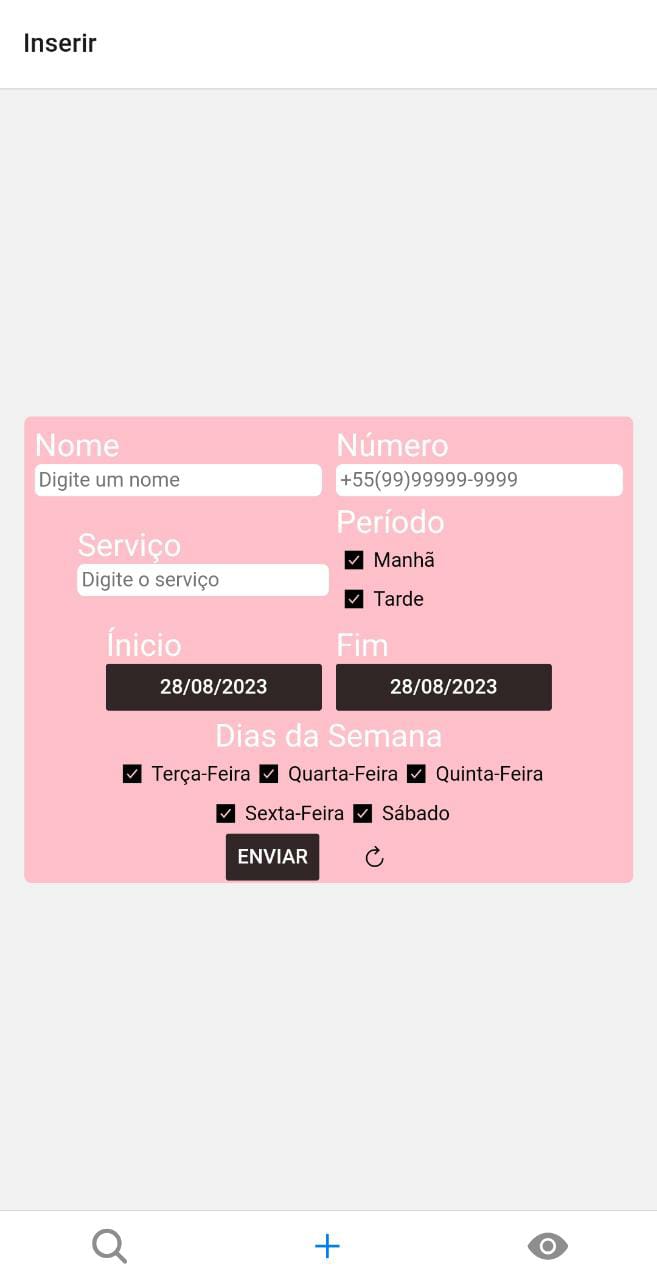 Inserir
Nome
Número
Digite um nome
+55(99)99999-9999
Serviço
Digite o serviço
Período
Manhã
Tarde
Ínicio
Fim
28/08/2023
28/08/2023
Dias da Semana
Terça-Feira
Quarta-Feira
Quinta-Feira
Sexta-Feira
Sábado
ENVIAR